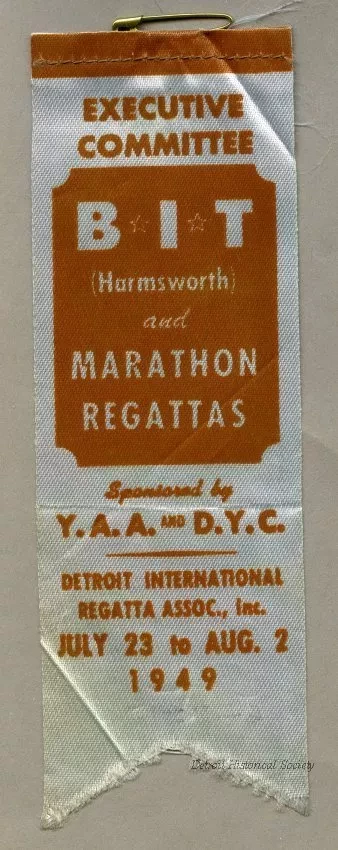 EXECUTIVE
COMMITTEE
B☆I☆T
(Harmsworth)
and
MARATHON
REGATTAS
Sponsored by
Y.A.A. AND D.Y.C.
DETROIT INTERNATIONAL
REGATTA ASSOC., inc.
JULY 23 to AUG. 2
1949
Detroit Historical Society